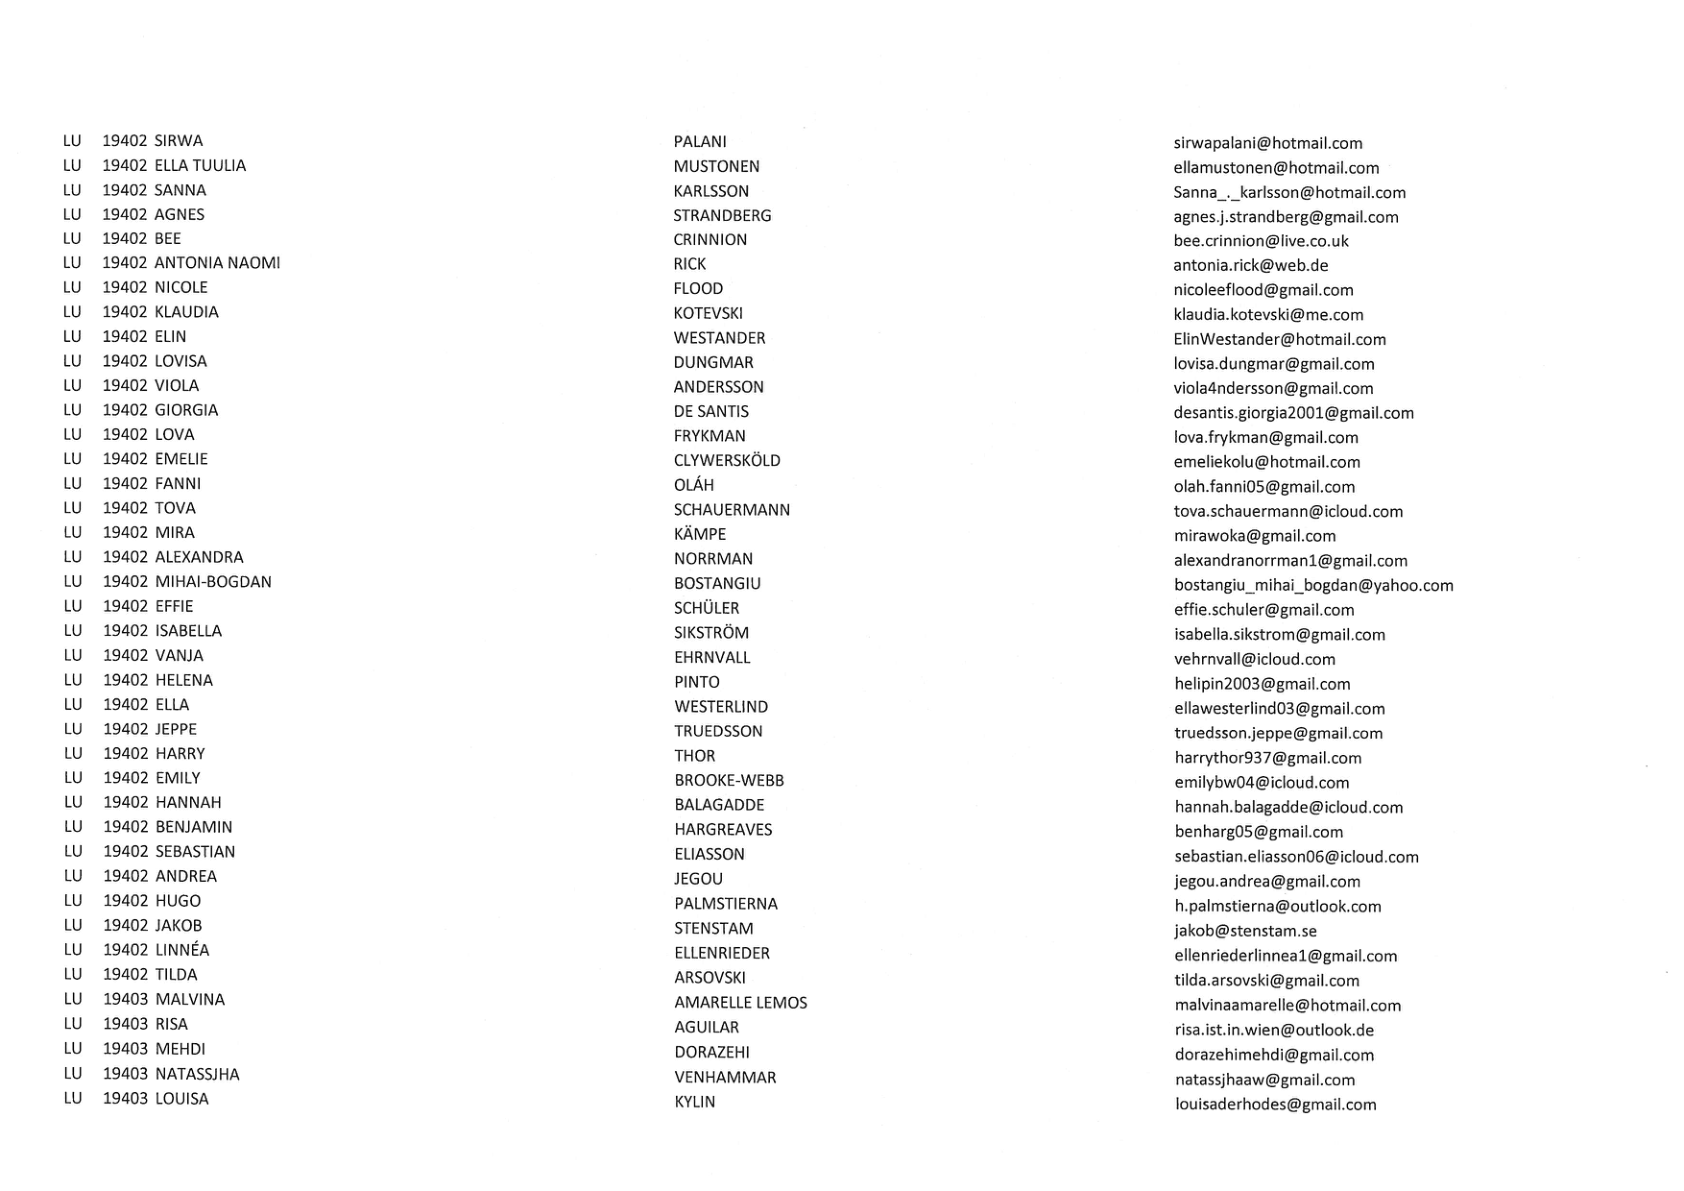 LU 19402 SIRWA PALANI sirwapalani@hotmail.com
LU 19402 ELLA TUULIA MUSTONEN ellamustonen@hotmail.com
LU 19402 SANNA KARLSSON Sanna_._karlsson@hotmail.com
LU 19402 AGNES STRANDBERG agnes.j.strandberg@gmail.com
LU 19402 BEE CRINNION bee.crinnion@live.co.uk
LU 19402 ANTONIA NAOMI RICK antonia.rick@web.de
LU 19402 NICOLE FLOOD nicoleeflood@gmail.com
LU 19402 KLAUDIA KOTEVSKI klaudia.kotevski@me.com
LU 19402 ELIN WESTANDER ElinWestander@hotmail.com
LU 19402 LOVISA DUNGMAR lovisa.dungmar@gmail.com
LU 19402 VIOLA ANDERSSON viola4ndersson@gmail.com
LU 19402 GIORGIA DE SANTIS desantis.giorgia2001@gmail.com
LU 19402 LOVA FRYKMAN lova.frykman@gmail.com
LU 19402 EMELIE CLYWERSKÖLD emeliekolu@hotmail.com
LU 19402 FANNI OLÁH olah.fanni05@gmail.com
LU 19402 TOVA SCHAUERMANN tova.schauermann@icloud.com
LU 19402 MIRA KÄMPE mirawoka@gmail.com
LU 19402 ALEXANDRA NORRMAN alexandranorrman1@gmail.com
LU 19402 MIHAI-BOGDAN BOSTANGIU bostangiu_mihai_bogdan@yahoo.com
LU 19402 EFFIE SCHÜLER effie.schuler@gmail.com
LU 19402 ISABELLA SIKSTRÖM isabella.sikstrom@gmail.com
LU 19402 VANJA EHRNVALL vehrnvall@icloud.com
LU 19402 HELENA PINTO helipin2003@gmail.com
LU 19402 ELLA WESTERLIND ellawesterlind03@gmail.com
LU 19402 JEPPE TRUEDSSON truedsson.jeppe@gmail.com
LU 19402 HARRY THOR harrythor937@gmail.com
LU 19402 EMILY BROOKE-WEBB emilybw04@icloud.com
LU 19402 HANNAH BALAGADDE hannah.balagadde@icloud.com
LU 19402 BENJAMIN HARGREAVES benharg05@gmail.com
LU 19402 SEBASTIAN ELIASSON sebastian.eliasson06@icloud.com
LU 19402 ANDREA JEGOU jegou.andrea@gmail.com
LU 19402 HUGO PALMSTIERNA h.palmstierna@outlook.com
LU 19402 JAKOB STENSTAM jakob@stenstam.se
LU 19402 LINNÉA ELLENRIEDER ellenriederlinnea1@gmail.com
LU 19402 TILDA ARSOVSKI tilda.arsovski@gmail.com
LU 19403 MALVINA AMARELLE LEMOS malvinaamarelle@hotmail.com
LU 19403 RISA AGUILAR risa.ist.in.wien@outlook.de
LU 19403 MEHDI DORAZEHI dorazehimehdi@gmail.com
LU 19403 NATASSJHA VENHAMMAR natassjhaaw@gmail.com
LU 19403 LOUISA KYLIN louisaderhodes@gmail.com